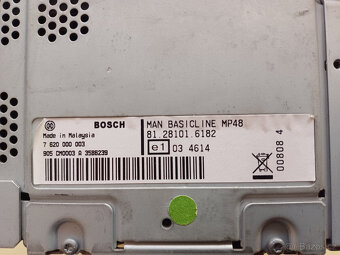 BOSCH
Made in Malaysia
7 620 000 003
905 CM0003 A 3586239
MAN BASICLINE MP48
81.28101.6182
e1 03 4614
00808 4